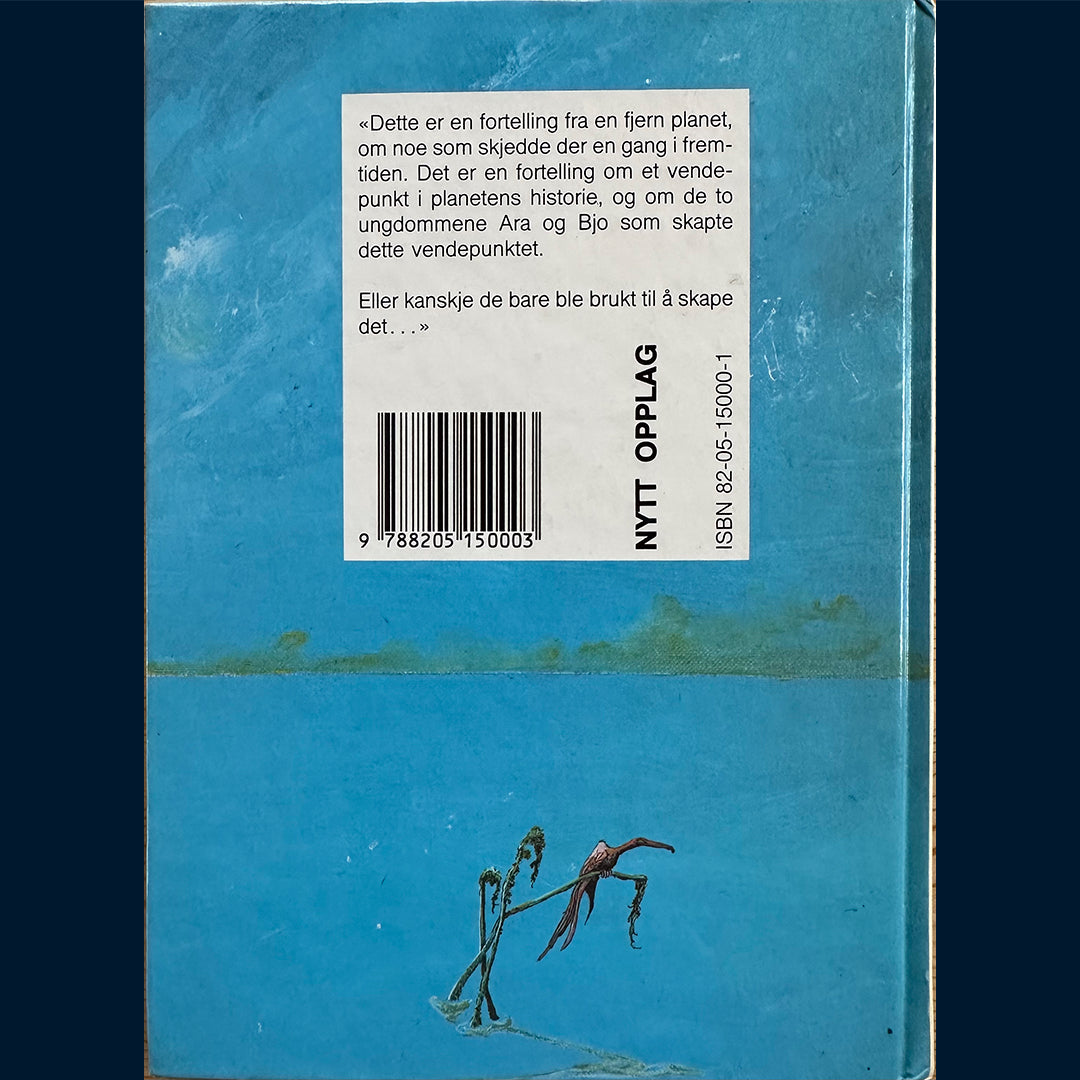 «Dette er en fortelling fra en fjern planet,
om noe som skjedde der en gang i frem-
tiden. Det er en fortelling om et vende-
punkt i planetens historie, og om de to
ungdommene Ara og Bjo som skapte
dette vendepunktet.
Eller kanskje de bare ble brukt til å skape
det...»
NYTT OPPLAG
ISBN 82-05-15000-1
9 788205 150003